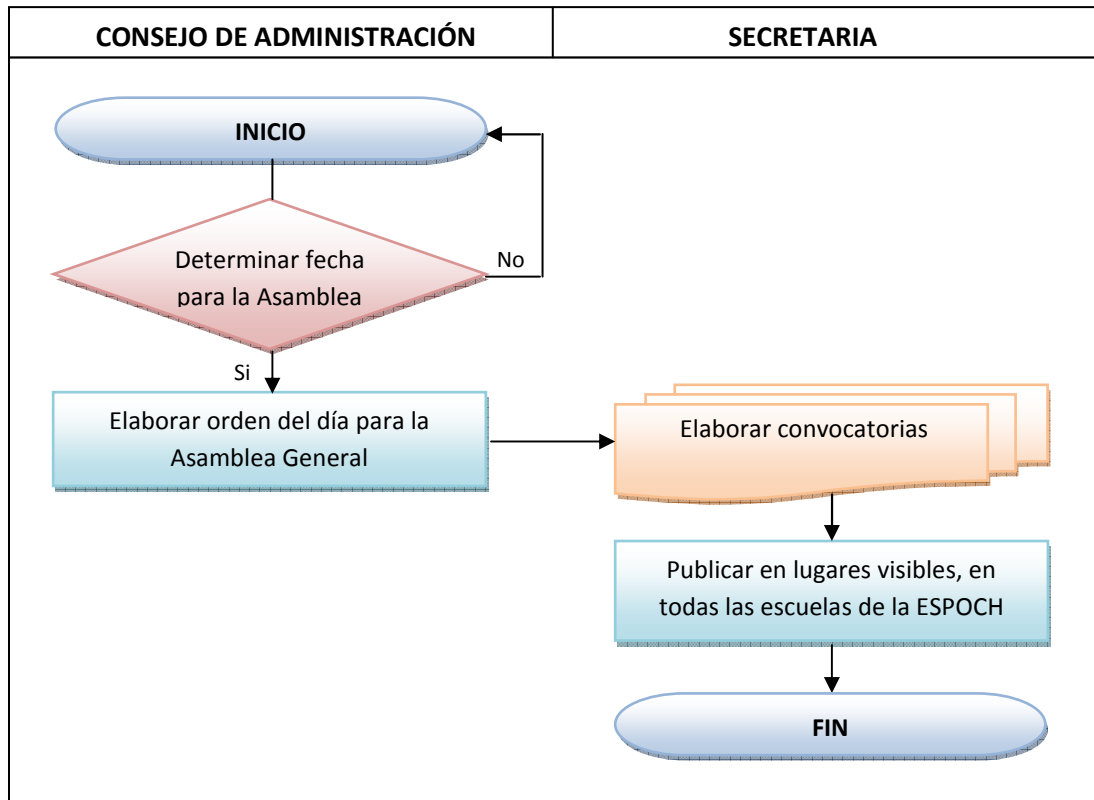 CONSEJO DE ADMINISTRACIÓN
SECRETARIA
INICIO
Determinar fecha
para la Asamblea
No
Si
Elaborar orden del día para la
Asamblea General
Elaborar convocatorias
Publicar en lugares visibles, en
todas las escuelas de la ESPOCH
FIN